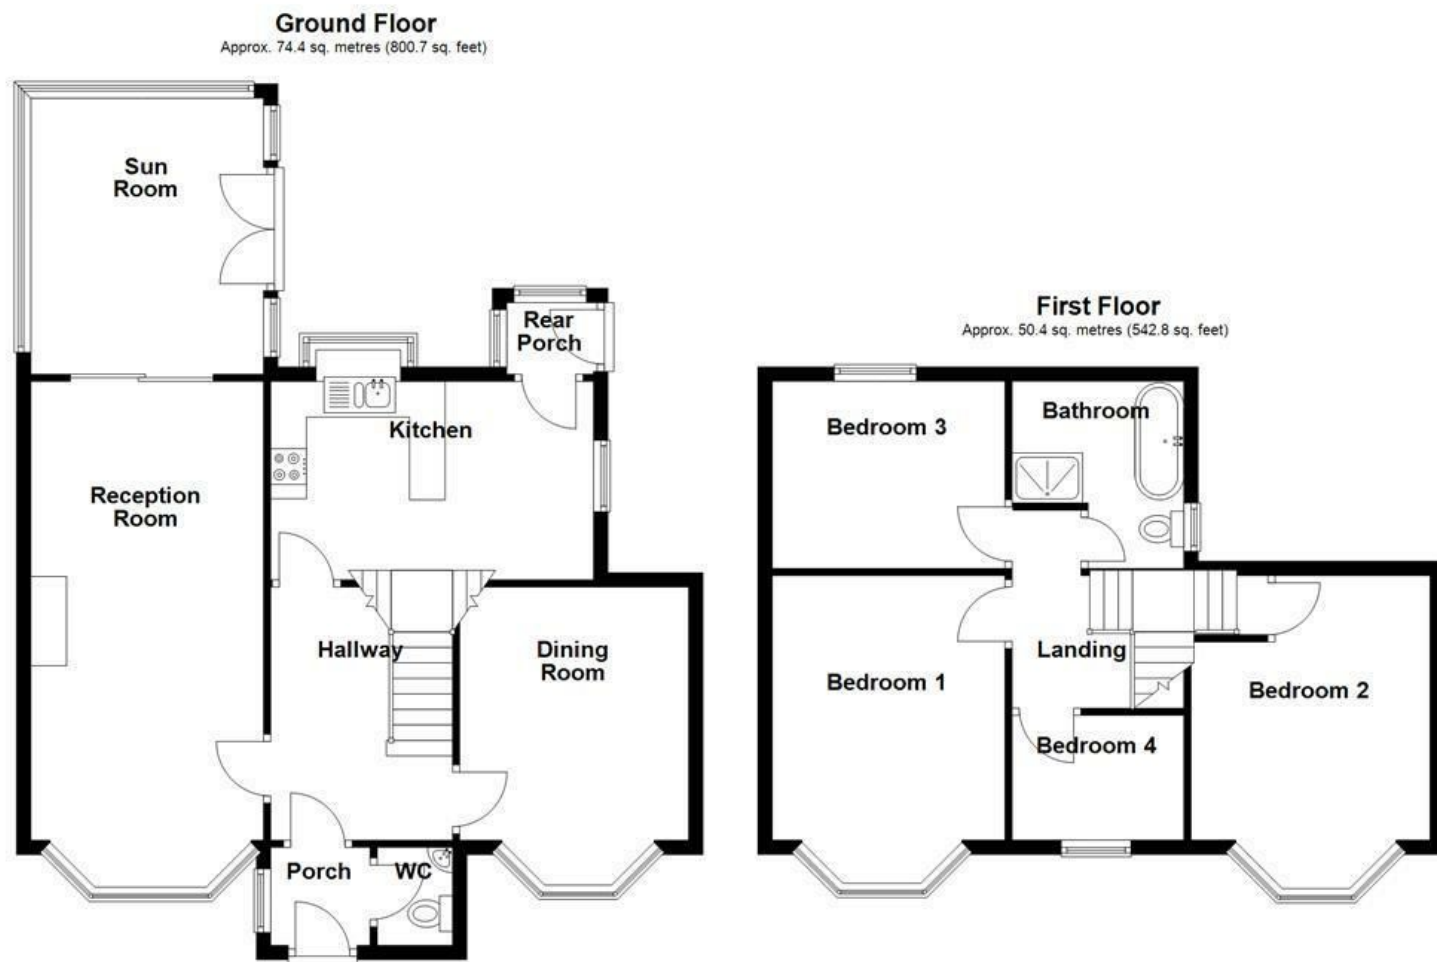 Ground Floor
Approx. 74.4 sq. metres (800.7 sq. feet)
Sun
Room
Rear
Porch
Kitchen
Reception
Room
Hallway
Dining
Room
Porch
WC
First Floor
Approx. 50.4 sq. metres (542.8 sq. feet)
Bedroom 3
Bathroom
Landing
Bedroom 1
Bedroom 2
Bedroom 4